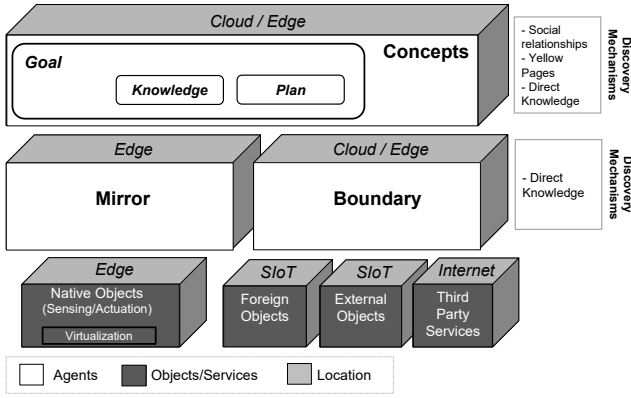 Cloud / Edge
Goal
Concepts
Knowledge
Plan
- Social
relationships
- Yellow
Pages
- Direct
Knowledge
Discovery
Mechanisms
Edge
Cloud / Edge
Mirror
Boundary
- Direct
Knowledge
Discovery
Mechanisms
Edge
SIoT
SIoT
Internet
Native Objects
(Sensing/Actuation)
Virtualization
Foreign
Objects
External
Objects
Third
Party
Services
Agents
Objects/Services
Location